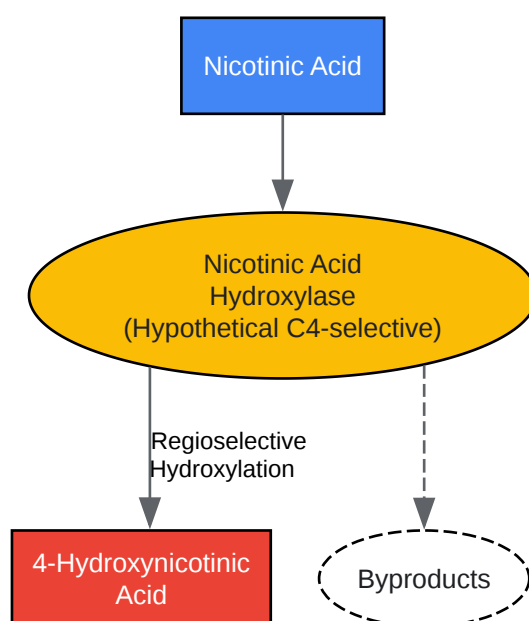 Nicotinic Acid
Nicotinic Acid
Hydroxylase
(Hypothetical C4-selective)
Regioselective
Hydroxylation
4-Hydroxynicotinic
Acid
Byproducts